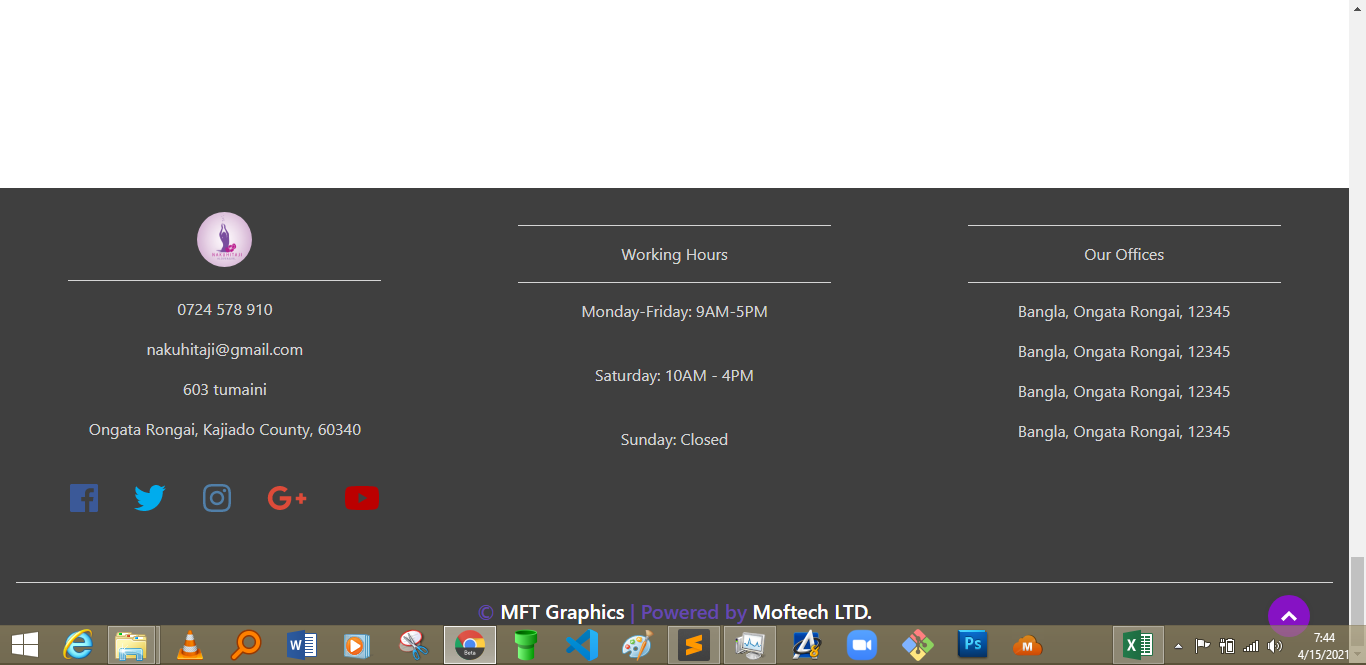 NAKUHITAJI
0724 578 910
nakuhitaji@gmail.com
603 tumaini
Ongata Rongai, Kajiado County, 60340
Working Hours
Monday-Friday: 9AM-5PM
Saturday: 10AM - 4PM
Sunday: Closed
Our Offices
Bangla, Ongata Rongai, 12345
Bangla, Ongata Rongai, 12345
Bangla, Ongata Rongai, 12345
Bangla, Ongata Rongai, 12345
© MFT Graphics | Powered by Moftech LTD.
7:44
4/15/2021